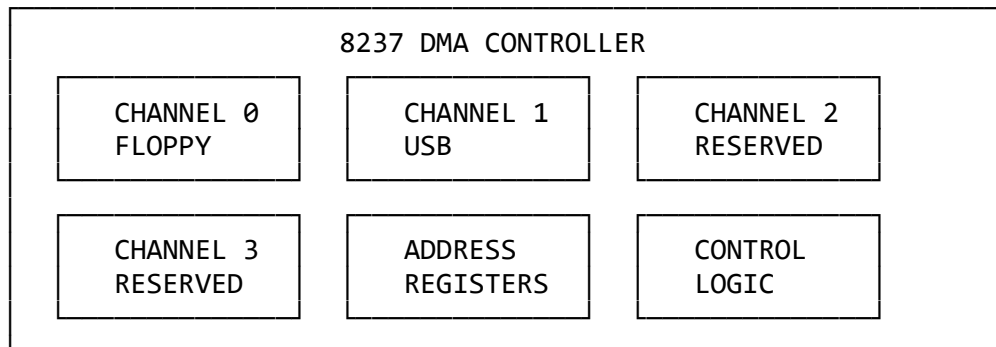 8237 DMA CONTROLLER
CHANNEL 0
FLOPPY
CHANNEL 1
USB
CHANNEL 2
RESERVED
CHANNEL 3
RESERVED
ADDRESS
REGISTERS
CONTROL
LOGIC